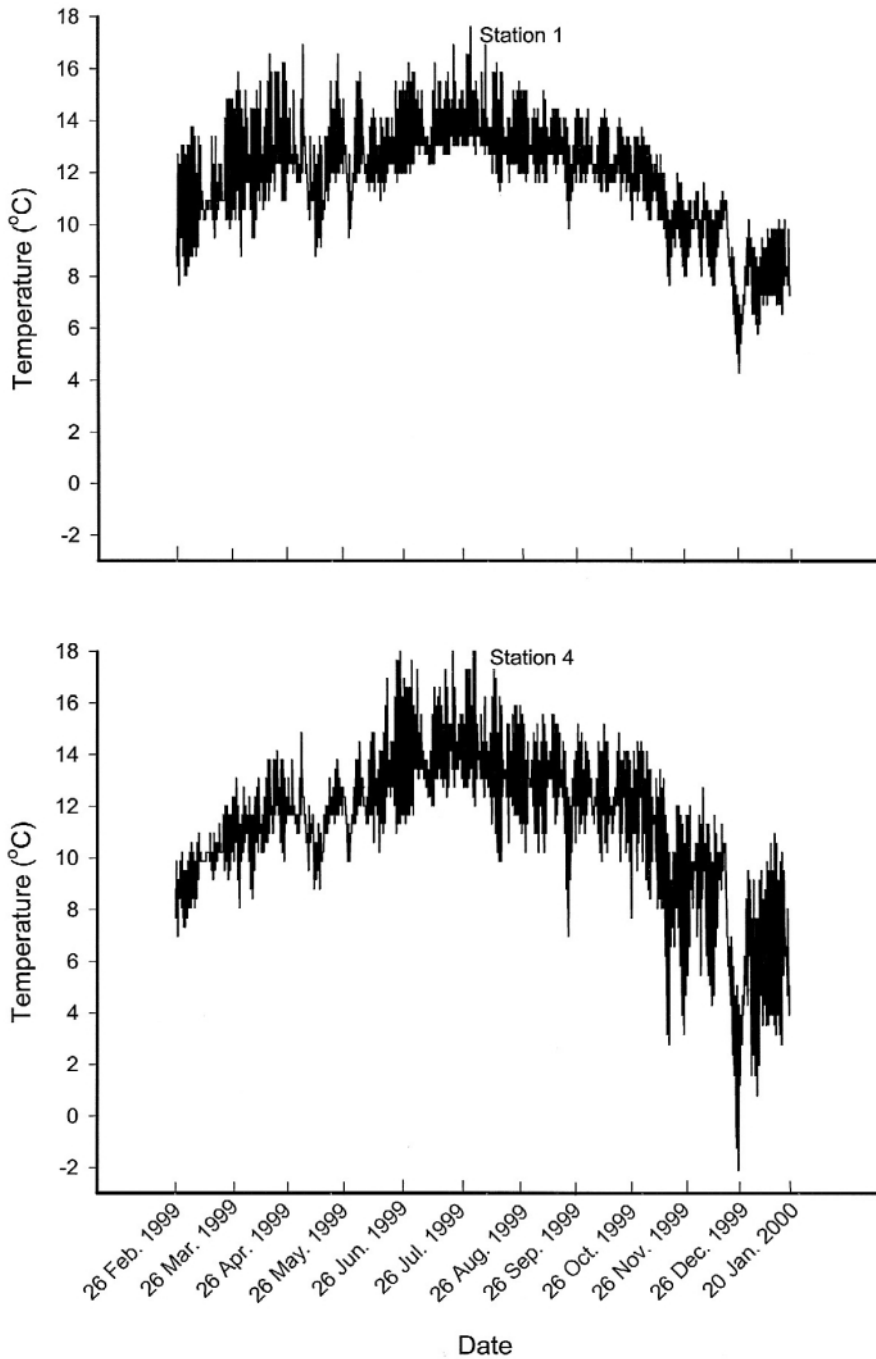 18
Station 1
16
14
12
10
8
6
4
2
0
-2
Temperature (°C)
18
Station 4
16
14
12
10
8
6
4
2
0
-2
Temperature (°C)
26 Feb. 1999
26 Mar. 1999
26 Apr. 1999
26 May. 1999
26 Jun. 1999
26 Jul. 1999
26 Aug. 1999
26 Sep. 1999
26 Oct. 1999
26 Nov. 1999
26 Dec. 1999
20 Jan. 2000
Date